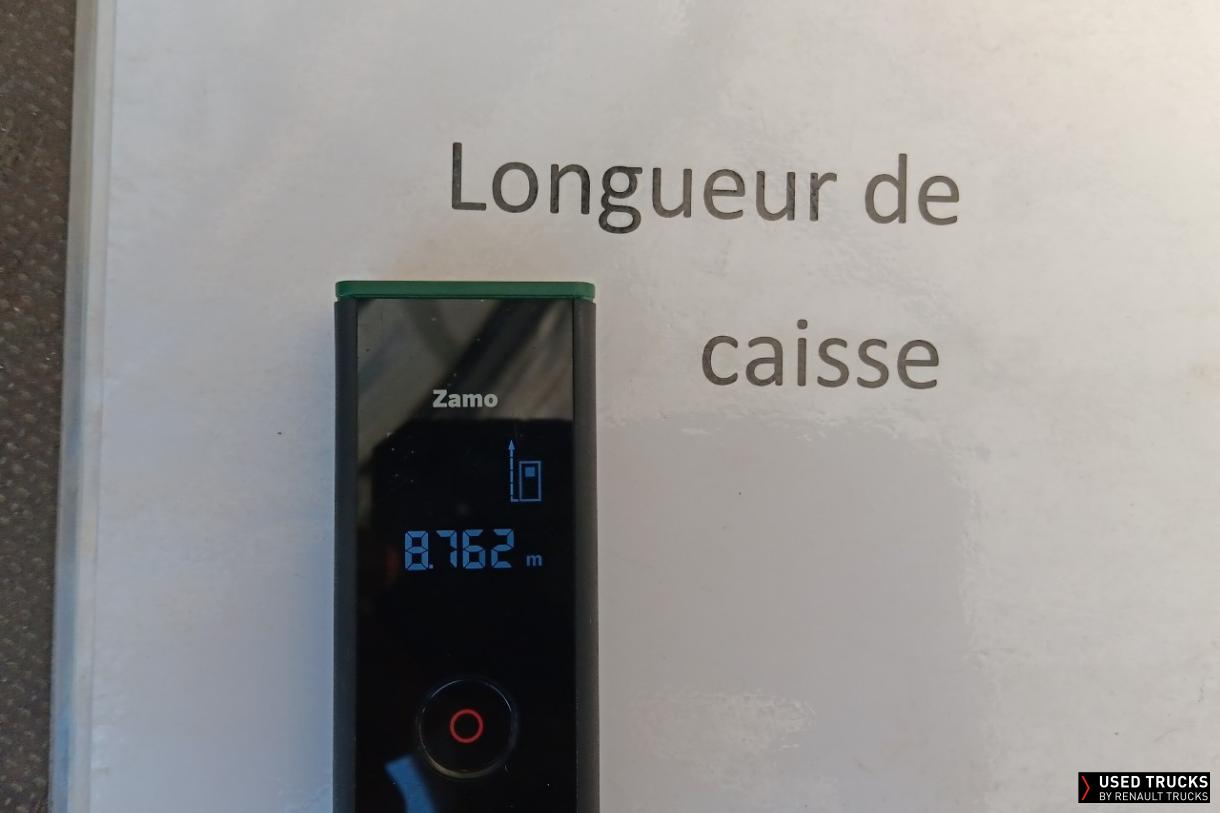 Longueur de
caisse
Zamo
8.762 m
USED TRUCKS
BY RENAULT TRUCKS